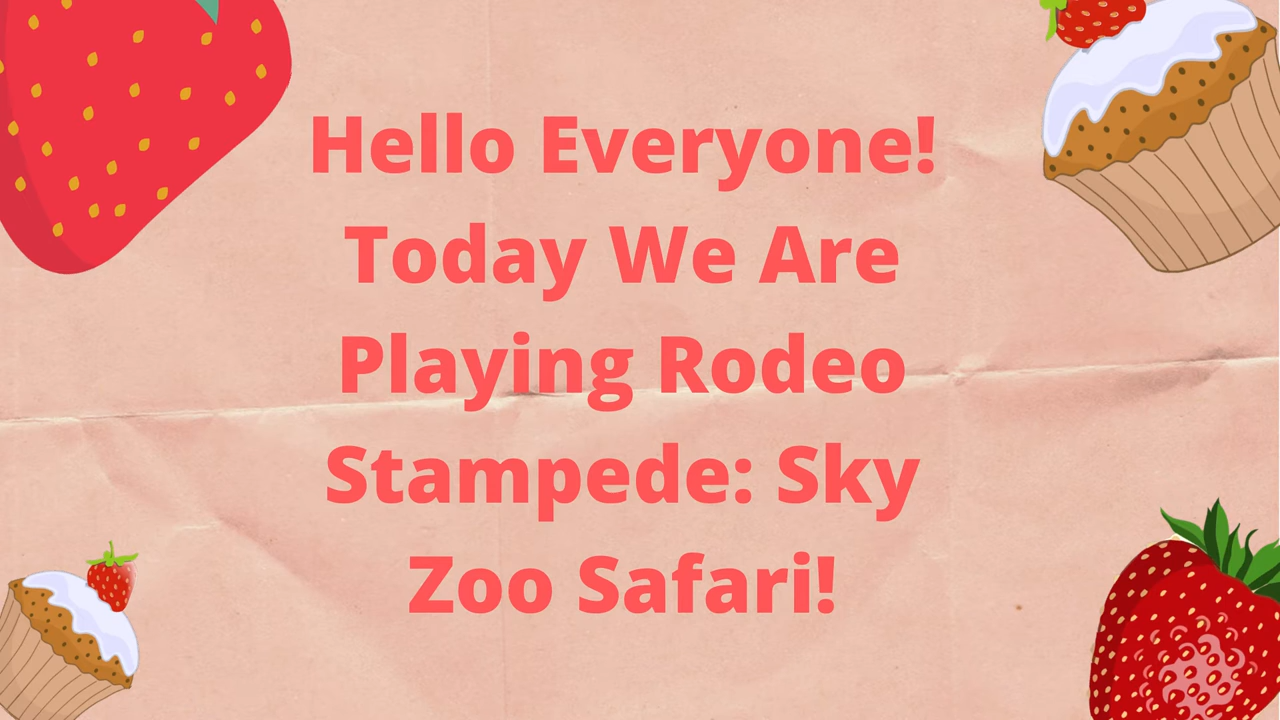 Hello Everyone!
Today We Are
Playing Rodeo
Stampede: Sky
Zoo Safari!